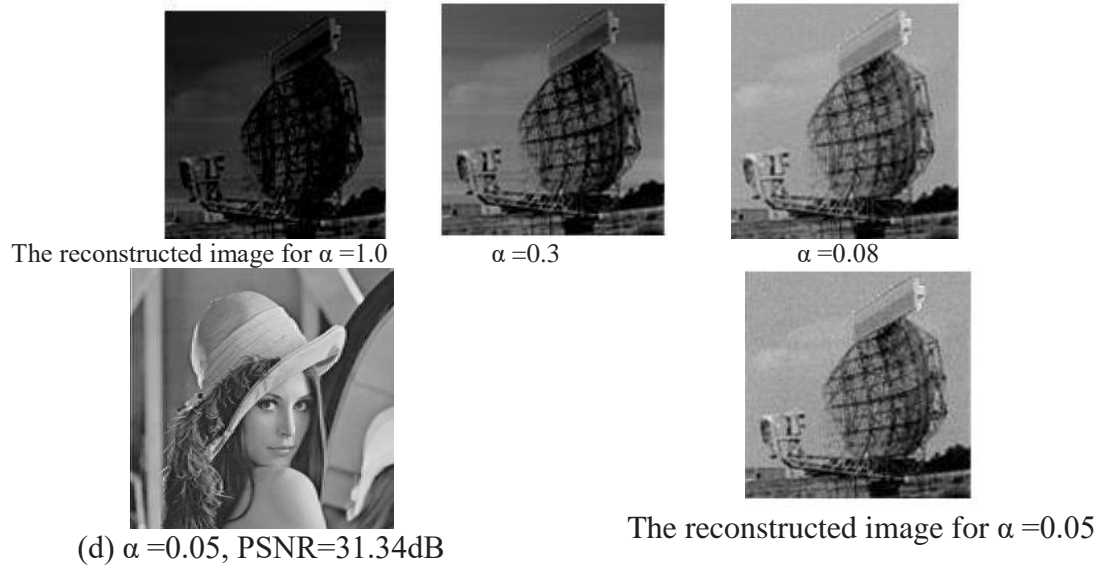 The reconstructed image for α =1.0
α =0.3
α =0.08
(d) α =0.05, PSNR=31.34dB
The reconstructed image for α =0.05